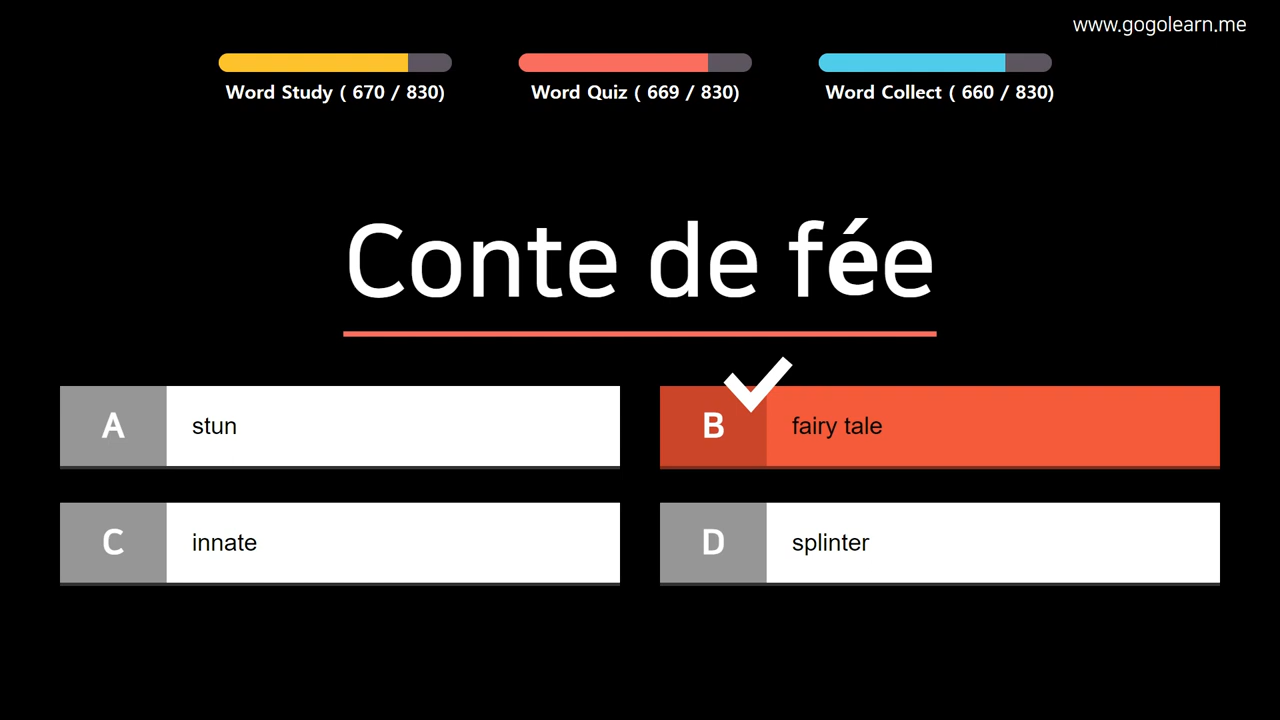 www.gogolearn.me
Word Study ( 670 / 830)
Word Quiz ( 669 / 830)
Word Collect ( 660 / 830)
Conte de fée
A stun
B fairy tale
C innate
D splinter